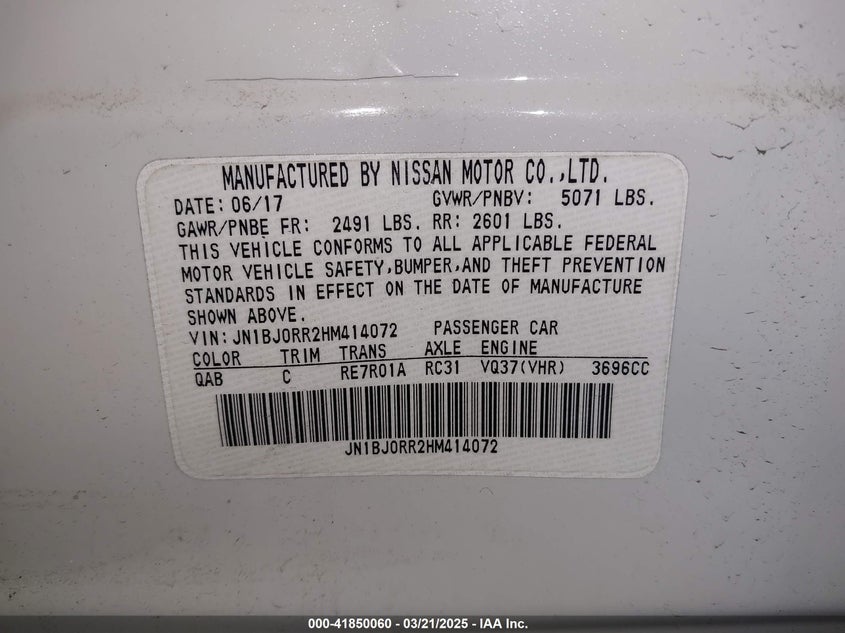 MANUFACTURED BY NISSAN MOTOR CO.,LTD.
DATE: 06/17 GVWR/PNBV: 5071 LBS.
GAWR/PNBE FR: 2491 LBS. RR: 2601 LBS.
THIS VEHICLE CONFORMS TO ALL APPLICABLE FEDERAL
MOTOR VEHICLE SAFETY,BUMPER,AND THEFT PREVENTION
STANDARDS IN EFFECT ON THE DATE OF MANUFACTURE
SHOWN ABOVE.
VIN: JN1BJ0RR2HM414072 PASSENGER CAR
COLOR TRIM TRANS AXLE ENGINE
QAB C RE7R01A RC31 VQ37(VHR) 3696CC
JN1BJ0RR2HM414072
000-41850060 - 03/21/2025 - IAA Inc.